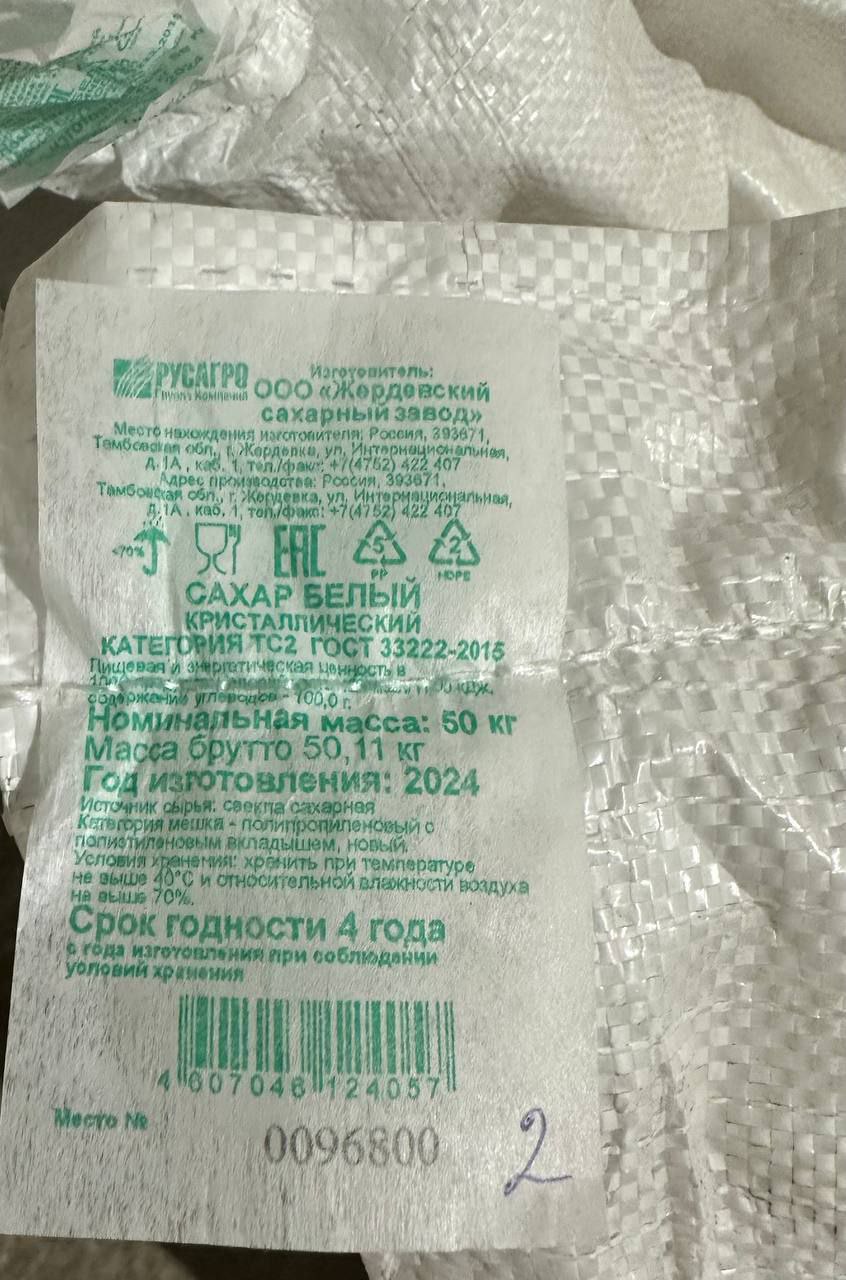 РУСАГРО
Группа Компаний
Изготовитель:
ООО «Жердевский
сахарный завод»
Место нахождения изготовителя: Россия, 393671,
Тамбовская обл., г. Жердевка, ул. Интернациональная,
д.1А , каб. 1, тел./факс: +7(4752) 422 407
Адрес производства: Россия, 393671,
Тамбовская обл., г. Жердевка, ул. Интернациональная,
д.1А , каб. 1, тел./факс: +7(4752) 422 407
<70%
EAC
5
PP
2
HDPE
САХАР БЕЛЫЙ
КРИСТАЛЛИЧЕСКИЙ
КАТЕГОРИЯ ТС2 ГОСТ 33222-2015
Пищевая и энергетическая ценность в
содержание углеводов - 100,0 г.
Номинальная масса: 50 кг
Масса брутто 50,11 кг
Год изготовления: 2024
Источник сырья: свекла сахарная
Категория мешка - полипропиленовый с
полиэтиленовым вкладышем, новый.
Условия хранения: хранить при температуре
не выше 40°С и относительной влажности воздуха
не выше 70%.
Срок годности 4 года
с года изготовления при соблюдении
условий хранения
4 607046 124057
Место №
0096800
2